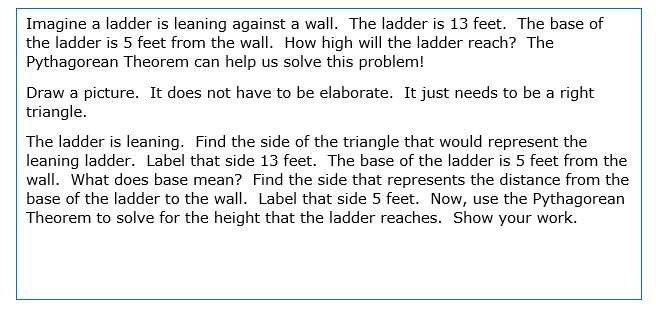 Imagine a ladder is leaning against a wall.  The ladder is 13 feet.  The base of
the ladder is 5 feet from the wall.  How high will the ladder reach?  The
Pythagorean Theorem can help us solve this problem!
Draw a picture.  It does not have to be elaborate.  It just needs to be a right
triangle.
The ladder is leaning.  Find the side of the triangle that would represent the
leaning ladder.  Label that side 13 feet.  The base of the ladder is 5 feet from the
wall.  What does base mean?  Find the side that represents the distance from the
base of the ladder to the wall.  Label that side 5 feet.  Now, use the Pythagorean
Theorem to solve for the height that the ladder reaches.  Show your work.